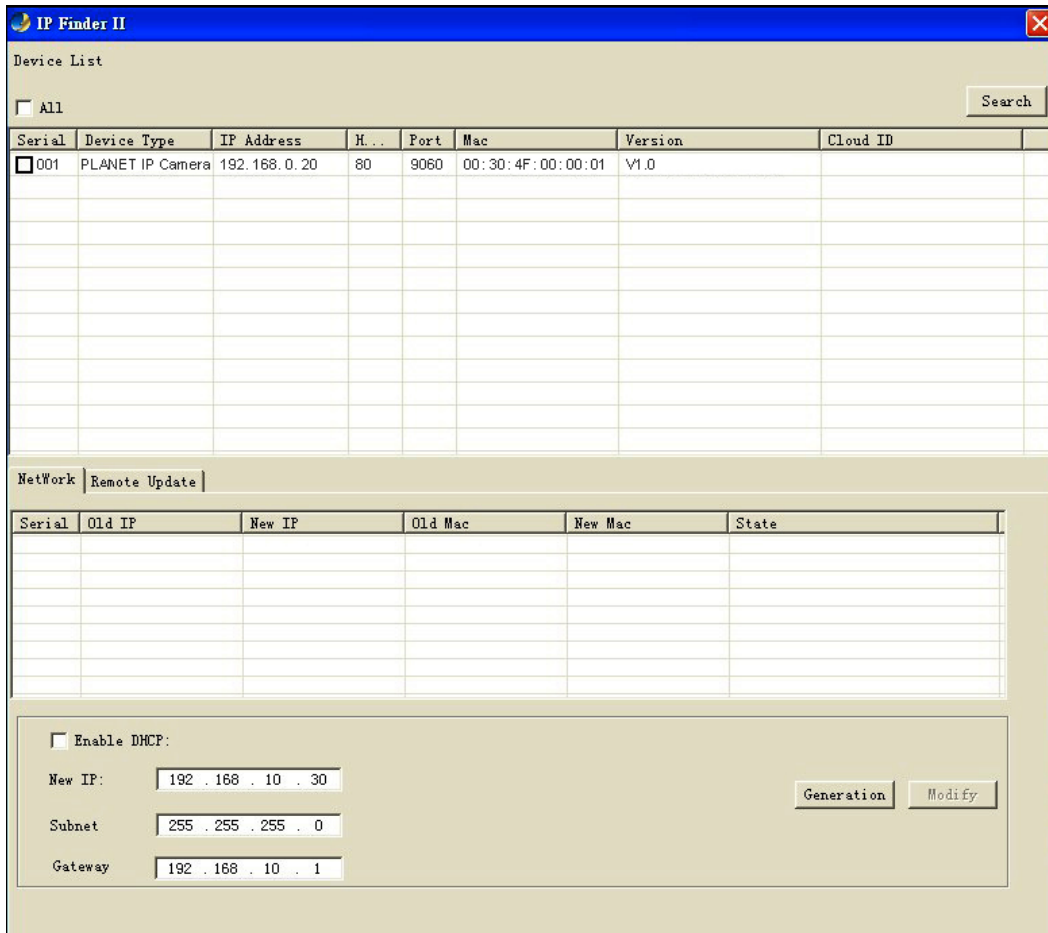 IP Finder II
Device List
All
Search
Serial Device Type IP Address H... Port Mac Version Cloud ID
001 PLANET IP Camera 192.168.0.20 80 9060 00:30:4F:00:00:01 V1.0
NetWork Remote Update
Serial Old IP New IP Old Mac New Mac State
Enable DHCP:
New IP: 192 . 168 . 10 . 30
Generation Modify
Subnet 255 . 255 . 255 . 0
Gateway 192 . 168 . 10 . 1